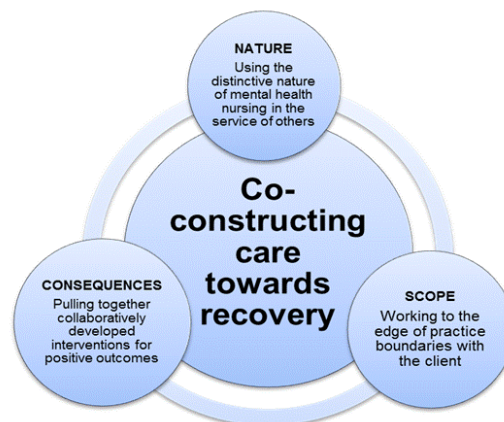 NATURE
Using the
distinctive nature
of mental health
nursing in the
service of others
Co-
constructing
care
towards
recovery
CONSEQUENCES
Pulling together
collaboratively
developed
interventions for
positive outcomes
SCOPE
Working to the
edge of practice
boundaries with
the client